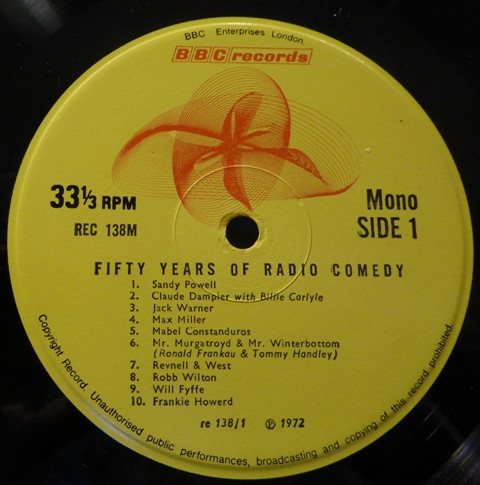 BBC Enterprises London.
BBC records
33⅓ RPM
Mono
REC 138M
SIDE 1
FIFTY YEARS OF RADIO COMEDY
1. Sandy Powell
2. Claude Dampier with Billie Carlyle
3. Jack Warner
4. Max Miller
5. Mabel Constanduros
6. Mr. Murgatroyd & Mr. Winterbottom
(Ronald Frankau & Tommy Handley)
7. Revnell & West
8. Robb Wilton
9. Will Fyffe
10. Frankie Howerd
re 138/1 Ⓟ 1972
Copyright Record. Unauthorised public performances, broadcasting and copying of this record prohibited.